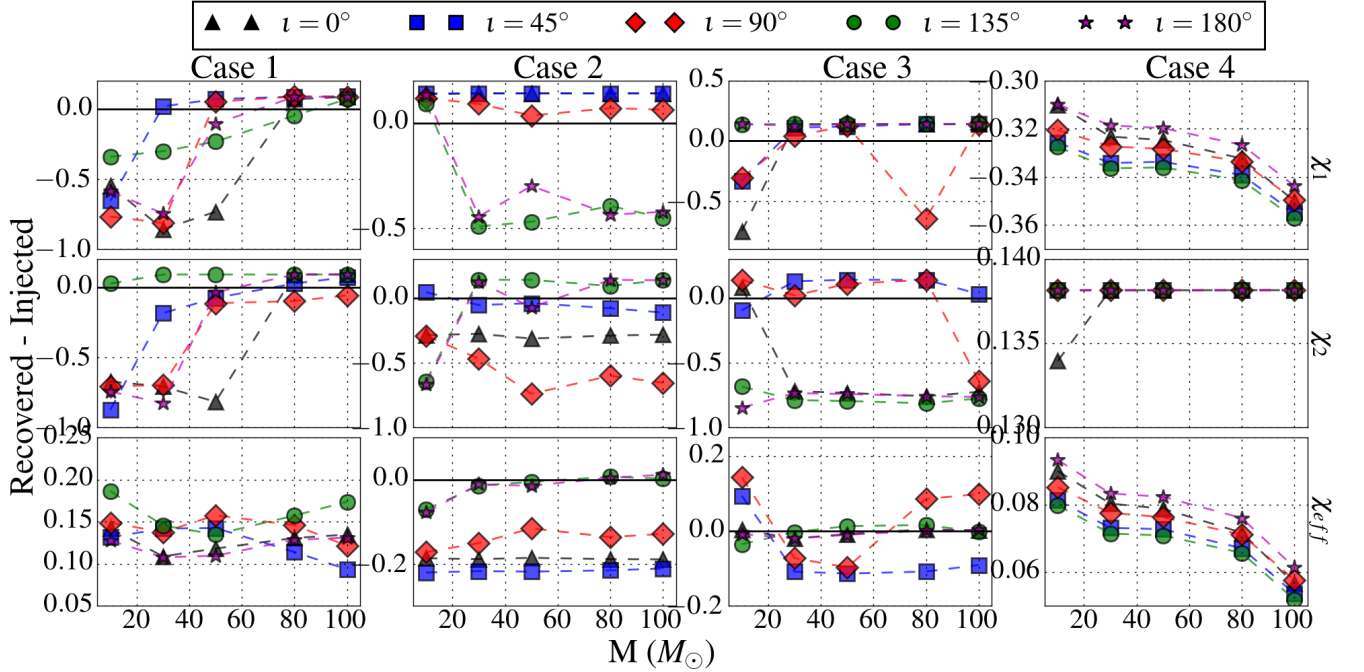 ι = 0° ι = 45° ι = 90° ι = 135° ι = 180°
Case 1 Case 2 Case 3 Case 4
0.0 −0.5 −1.0
0.0 −0.5
0.5 0.0 −0.5
−0.30 −0.32 −0.34 −0.36
χ1
0.0 −0.5 −1.0
0.0 −0.5 −1.0
0.0 −0.5 −1.0
0.140 0.135 0.130
χ2
0.25 0.20 0.15 0.10 0.05
0.0 −0.2
0.2 0.1 0.0 −0.1 −0.2
0.10 0.08 0.06
χeff
20 40 60 80 100 20 40 60 80 100 20 40 60 80 100 20 40 60 80 100
Recovered - Injected
M (M⊙)